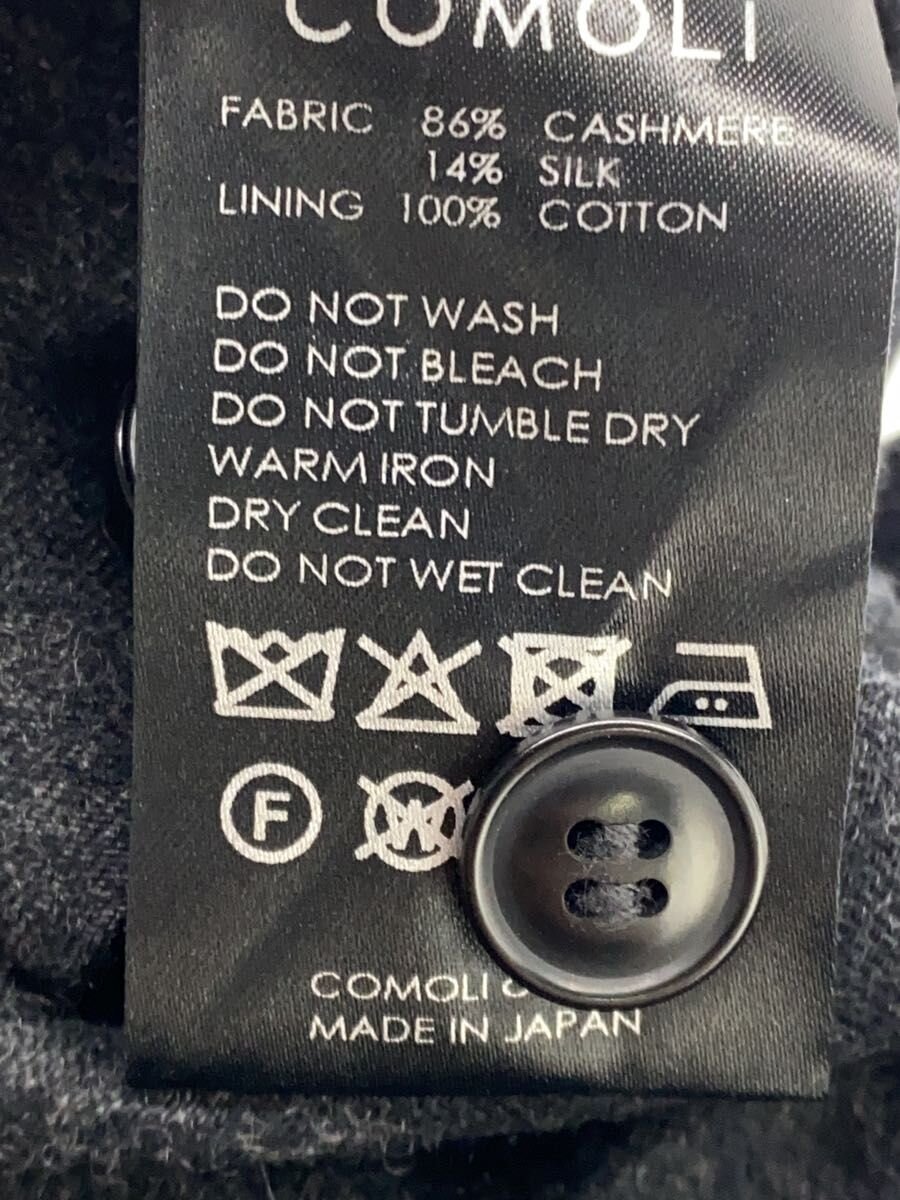 COMOLI
FABRIC 86% CASHMERE
14% SILK
LINING 100% COTTON
DO NOT WASH
DO NOT BLEACH
DO NOT TUMBLE DRY
WARM IRON
DRY CLEAN
DO NOT WET CLEAN
F W
COMOLI
MADE IN JAPAN